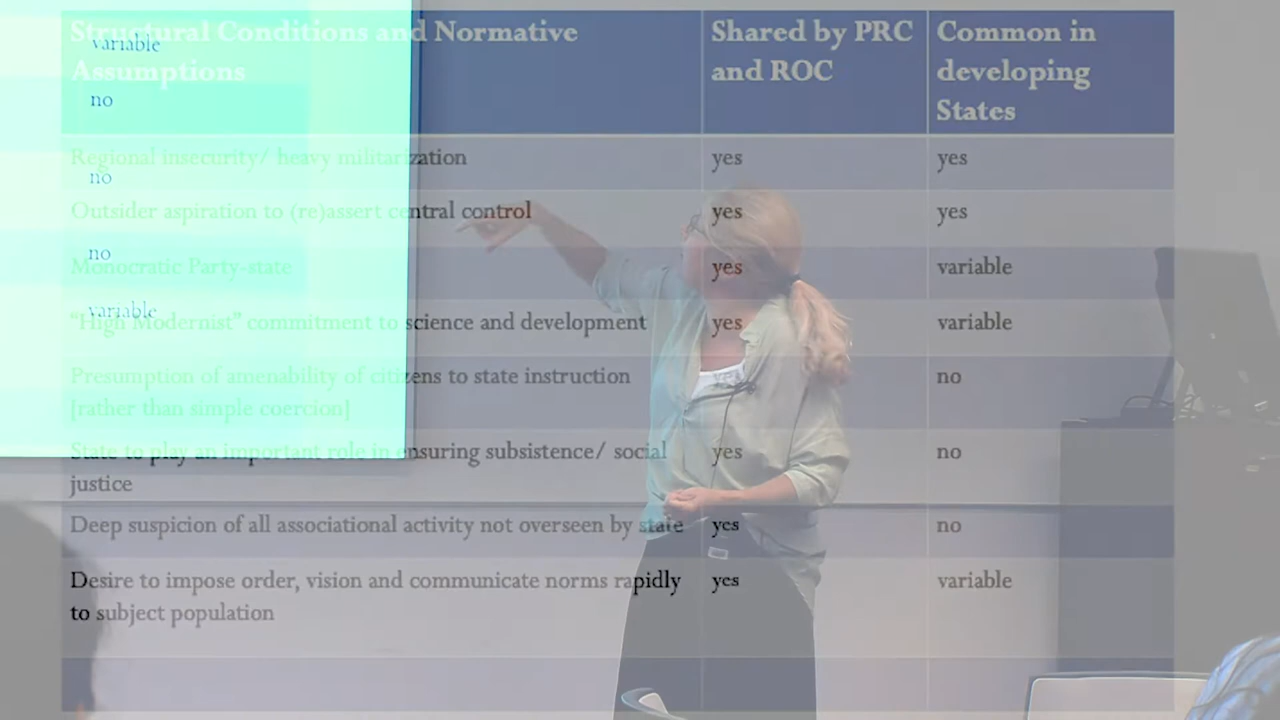 Structural Conditions and Normative
Assumptions
Shared by PRC
and ROC
Common in
developing
States
Regional insecurity/ heavy militarization
yes
yes
Outsider aspiration to (re)assert central control
yes
yes
Monocratic Party-state
yes
variable
“High Modernist” commitment to science and development
yes
variable
Presumption of amenability of citizens to state instruction
[rather than simple coercion]
no
State to play an important role in ensuring subsistence/ social
justice
yes
no
Deep suspicion of all associational activity not overseen by state
yes
no
Desire to impose order, vision and communicate norms rapidly
to subject population
yes
variable
variable
no
no
no
variable